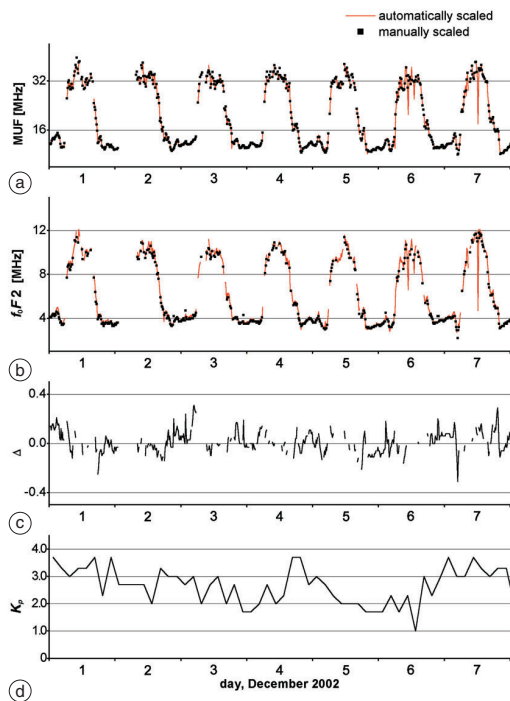 automatically scaled
manually scaled
MUF [MHz]
32
16
1 2 3 4 5 6 7
a
f₀F 2 [MHz]
12
8
4
1 2 3 4 5 6 7
b
Δ
0.4
0.0
-0.4
1 2 3 4 5 6 7
c
Kₚ
4.0
3.0
2.0
1.0
0
1 2 3 4 5 6 7
day, December 2002
d